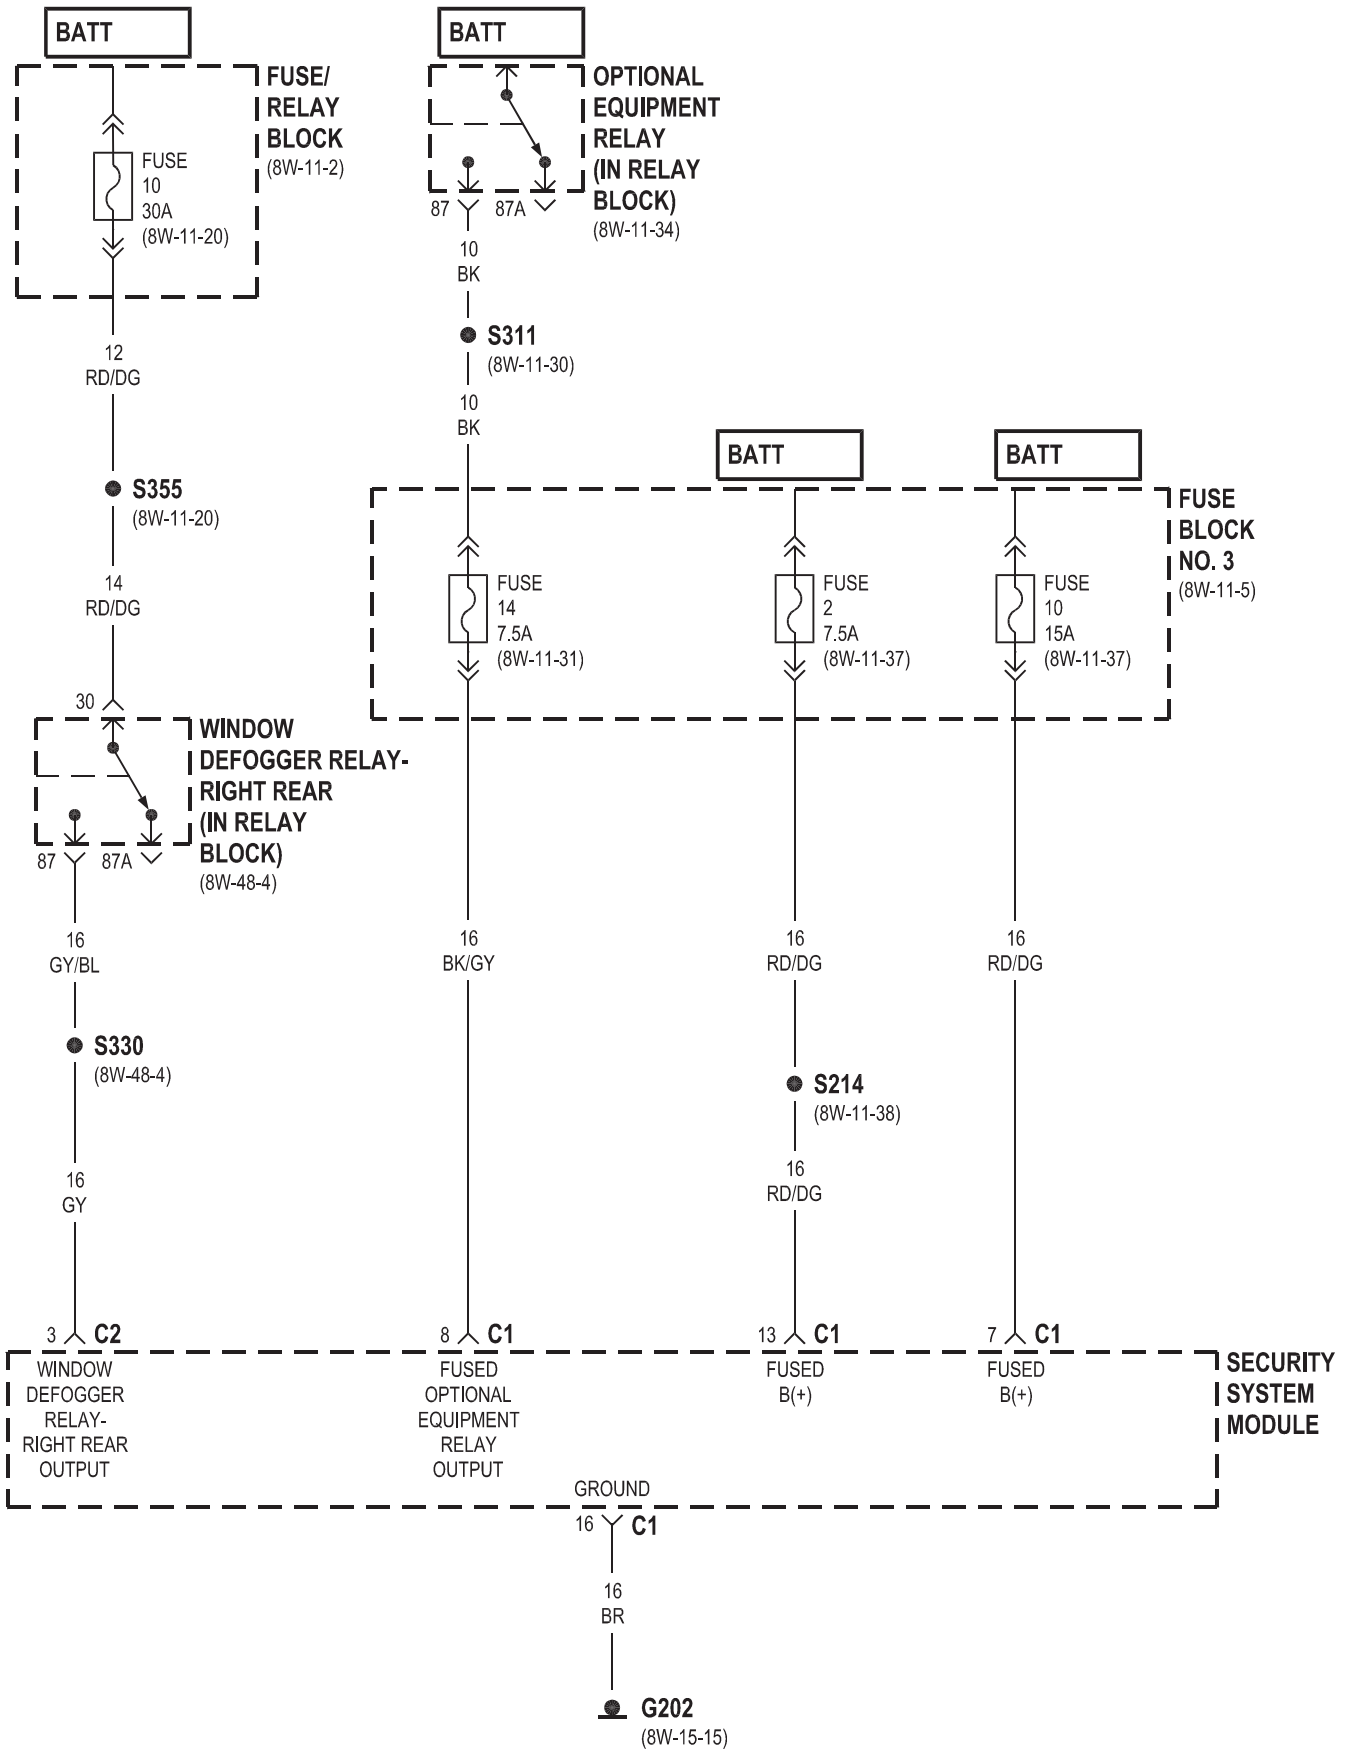 BATT
FUSE/
RELAY
BLOCK
(8W-11-2)
FUSE
10
30A
(8W-11-20)
12
RD/DG
S355
(8W-11-20)
14
RD/DG
30
WINDOW
DEFOGGER RELAY-
RIGHT REAR
(IN RELAY
BLOCK)
(8W-48-4)
87
87A
16
GY/BL
S330
(8W-48-4)
16
GY
3
C2
BATT
OPTIONAL
EQUIPMENT
RELAY
(IN RELAY
BLOCK)
(8W-11-34)
87
87A
10
BK
S311
(8W-11-30)
10
BK
BATT
BATT
FUSE
BLOCK
NO. 3
(8W-11-5)
FUSE
14
7.5A
(8W-11-31)
FUSE
2
7.5A
(8W-11-37)
FUSE
10
15A
(8W-11-37)
16
BK/GY
16
RD/DG
16
RD/DG
S214
(8W-11-38)
16
RD/DG
8
C1
13
C1
7
C1
SECURITY
SYSTEM
MODULE
WINDOW
DEFOGGER
RELAY-
RIGHT REAR
OUTPUT
FUSED
OPTIONAL
EQUIPMENT
RELAY
OUTPUT
FUSED
B(+)
FUSED
B(+)
GROUND
16
C1
16
BR
G202
(8W-15-15)